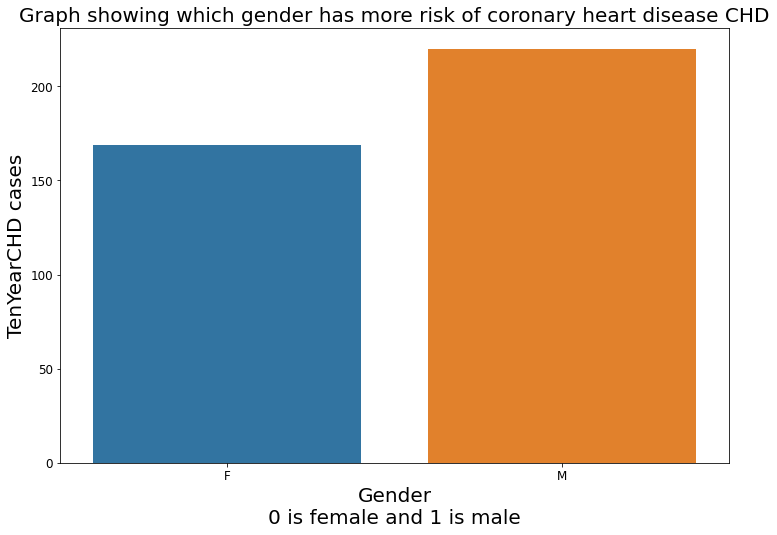 Graph showing which gender has more risk of coronary heart disease CHD
TenYearCHD cases
200
150
100
50
0
F
M
Gender
0 is female and 1 is male